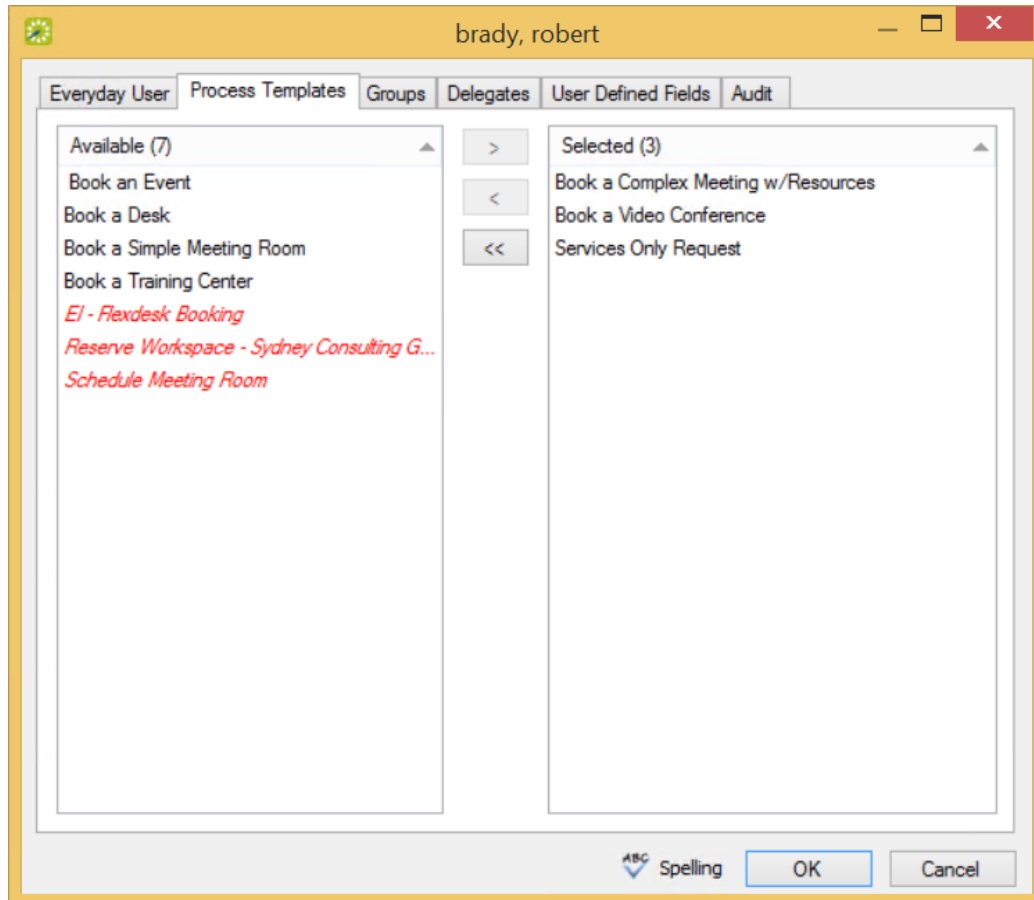 brady, robert
Everyday User Process Templates Groups Delegates User Defined Fields Audit
Available (7)
Book an Event
Book a Desk
Book a Simple Meeting Room
Book a Training Center
EI - Flexdesk Booking
Reserve Workspace - Sydney Consulting G...
Schedule Meeting Room
>
<
<<
Selected (3)
Book a Complex Meeting w/Resources
Book a Video Conference
Services Only Request
ABC Spelling OK Cancel